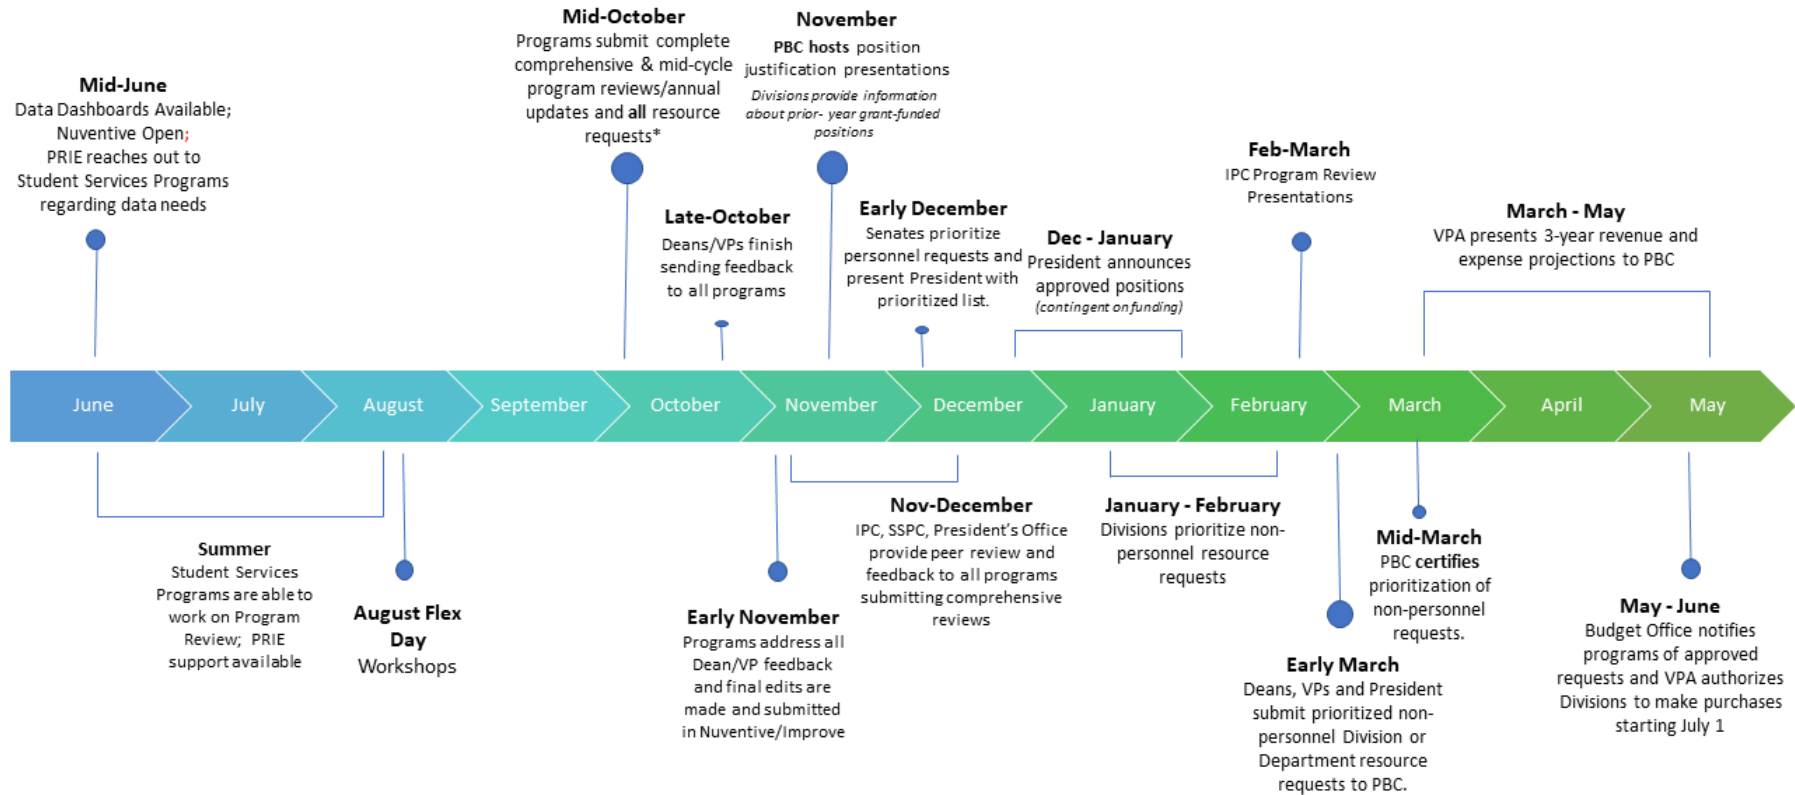 Mid-June
Data Dashboards Available;
Nuventive Open;
PRIE reaches out to
Student Services Programs
regarding data needs
Mid-October
Programs submit complete
comprehensive & mid-cycle
program reviews/annual
updates and all resource
requests*
Late-October
Deans/VPs finish
sending feedback
to all programs
November
PBC hosts position
justification presentations
Divisions provide information
about prior- year grant-funded
positions
Early December
Senates prioritize
personnel requests and
present President with
prioritized list.
Dec - January
President announces
approved positions
(contingent on funding)
Feb-March
IPC Program Review
Presentations
March - May
VPA presents 3-year revenue and
expense projections to PBC
June
July
August
September
October
November
December
January
February
March
April
May
Summer
Student Services
Programs are able to
work on Program
Review; PRIE
support available
August Flex
Day
Workshops
Early November
Programs address all
Dean/VP feedback
and final edits are
made and submitted
in Nuventive/Improve
Nov-December
IPC, SSPC, President's Office
provide peer review and
feedback to all programs
submitting comprehensive
reviews
January - February
Divisions prioritize non-
personnel resource
requests
Early March
Deans, VPs and President
submit prioritized non-
personnel Division or
Department resource
requests to PBC.
Mid-March
PBC certifies
prioritization of
non-personnel
requests.
May - June
Budget Office notifies
programs of approved
requests and VPA authorizes
Divisions to make purchases
starting July 1